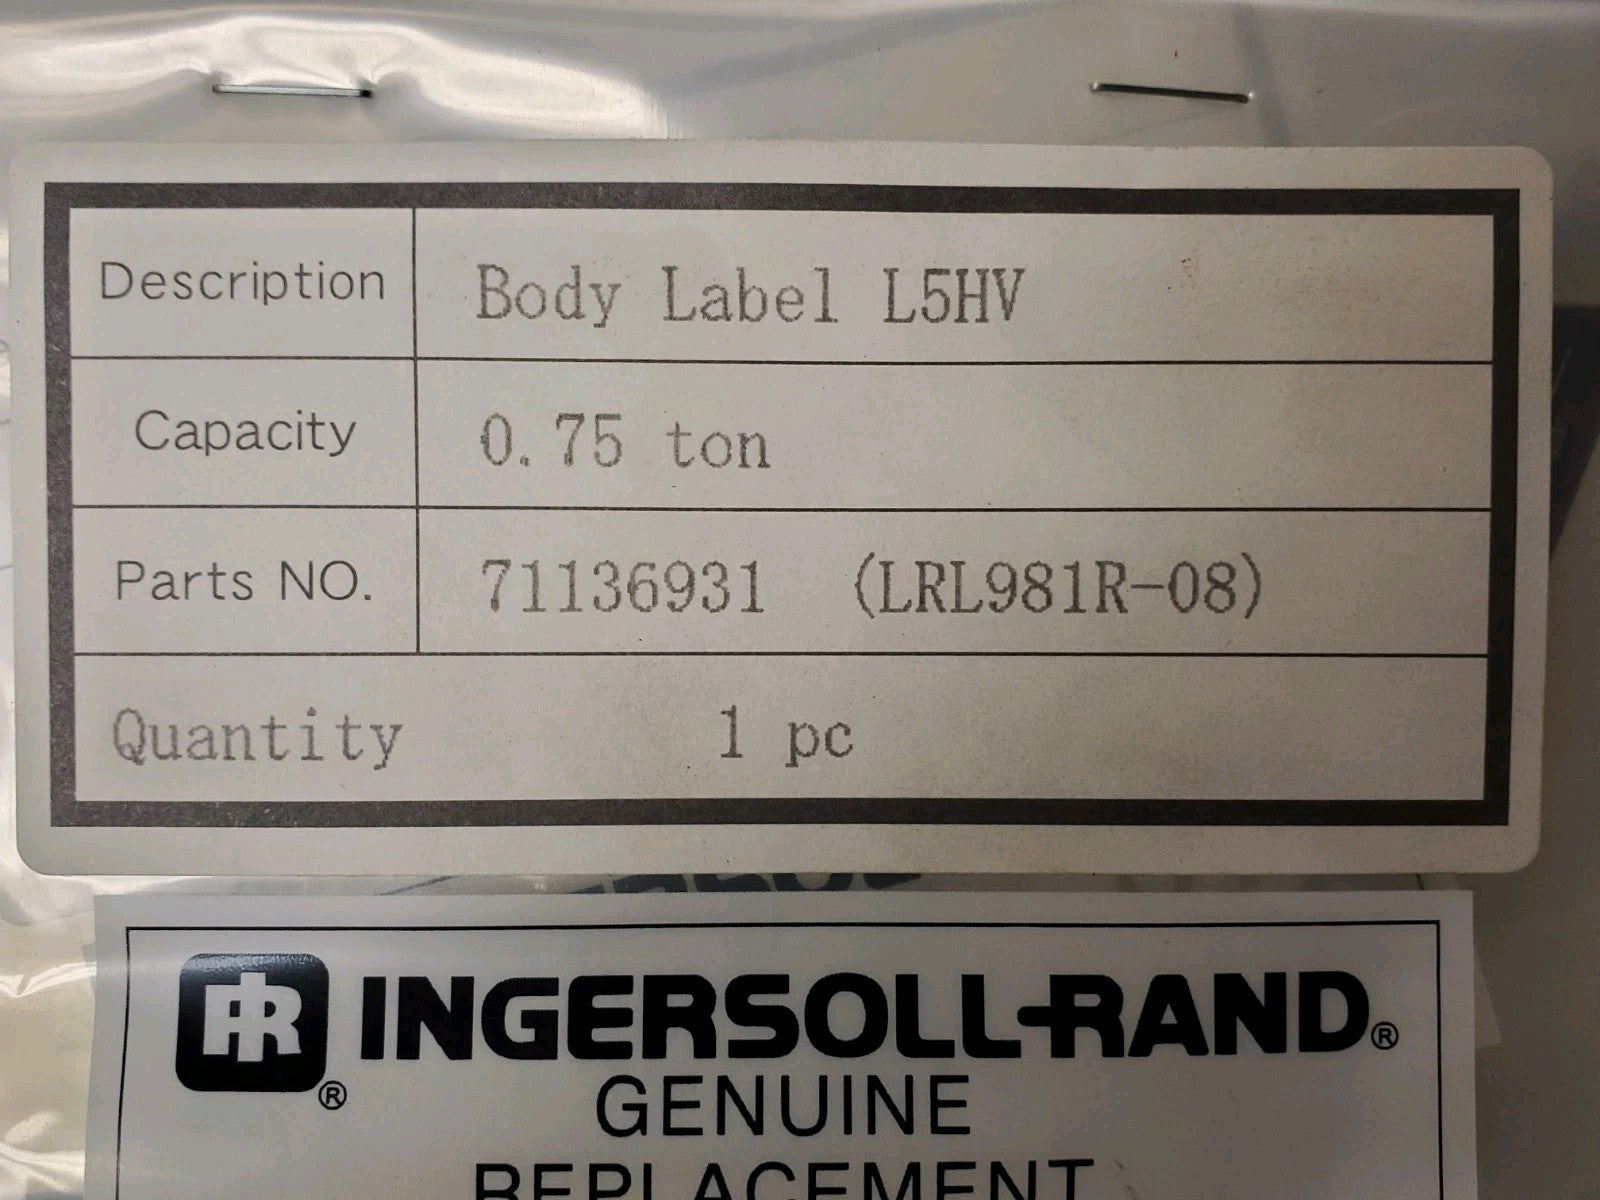 Description Body Label L5HV
Capacity 0.75 ton
Parts NO. 71136931 (LRL981R-08)
Quantity 1 pc
IR® INGERSOLL-RAND®
GENUINE
REPLACEMENT